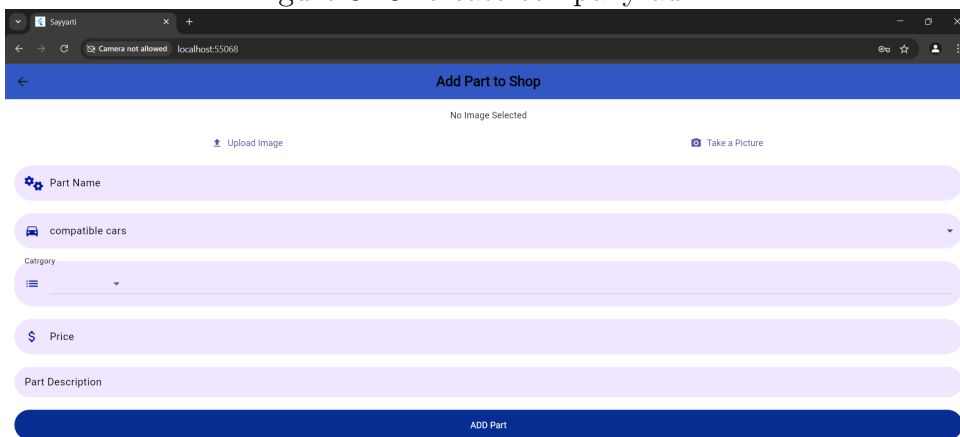 Sayyarti
Camera not allowed localhost:55068
Add Part to Shop
No Image Selected
Upload Image Take a Picture
Part Name
compatible cars
Catrgory
Price
Part Description
ADD Part